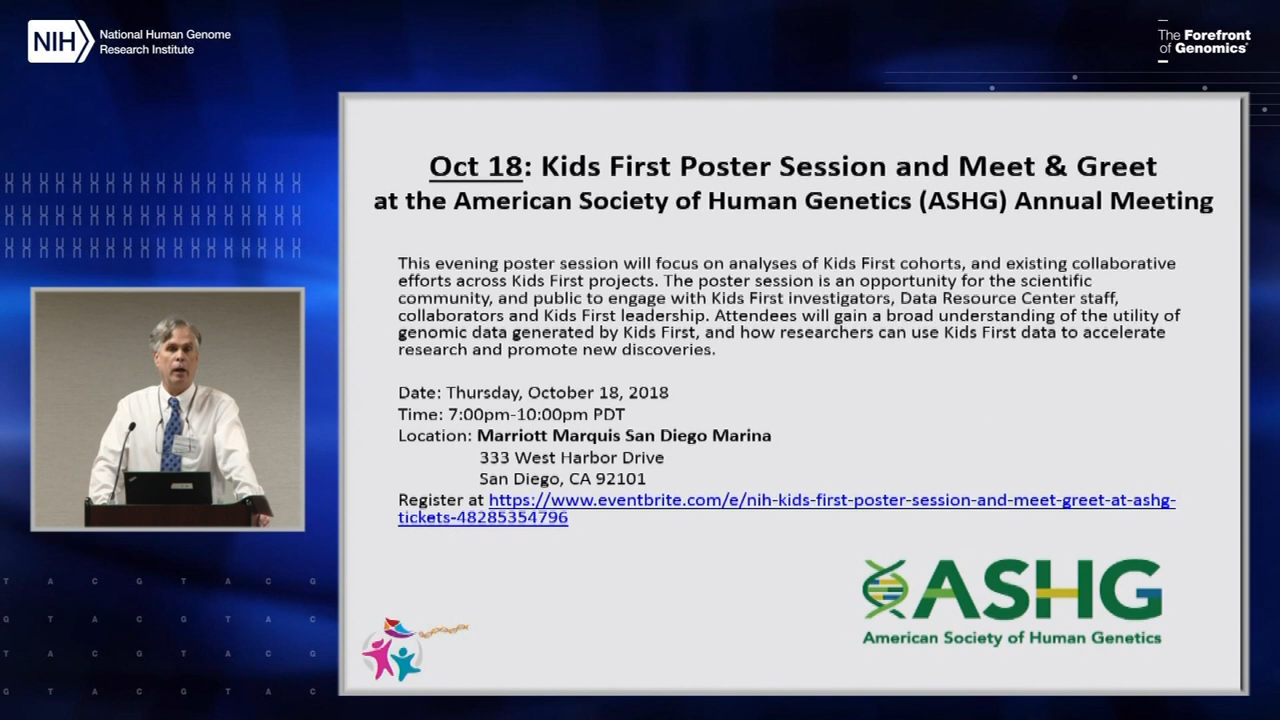 NIH
National Human Genome
Research Institute
The Forefront
of Genomics®
Oct 18: Kids First Poster Session and Meet & Greet
at the American Society of Human Genetics (ASHG) Annual Meeting
This evening poster session will focus on analyses of Kids First cohorts, and existing collaborative
efforts across Kids First projects. The poster session is an opportunity for the scientific
community, and public to engage with Kids First investigators, Data Resource Center staff,
collaborators and Kids First leadership. Attendees will gain a broad understanding of the utility of
genomic data generated by Kids First, and how researchers can use Kids First data to accelerate
research and promote new discoveries.
Date: Thursday, October 18, 2018
Time: 7:00pm-10:00pm PDT
Location: Marriott Marquis San Diego Marina
333 West Harbor Drive
San Diego, CA 92101
Register at https://www.eventbrite.com/e/nih-kids-first-poster-session-and-meet-greet-at-ashg-
tickets-48285354796
ASHG
American Society of Human Genetics
T A C G T A C G
G T A C G T A C
T A C G T A C G
G T A C G T A C